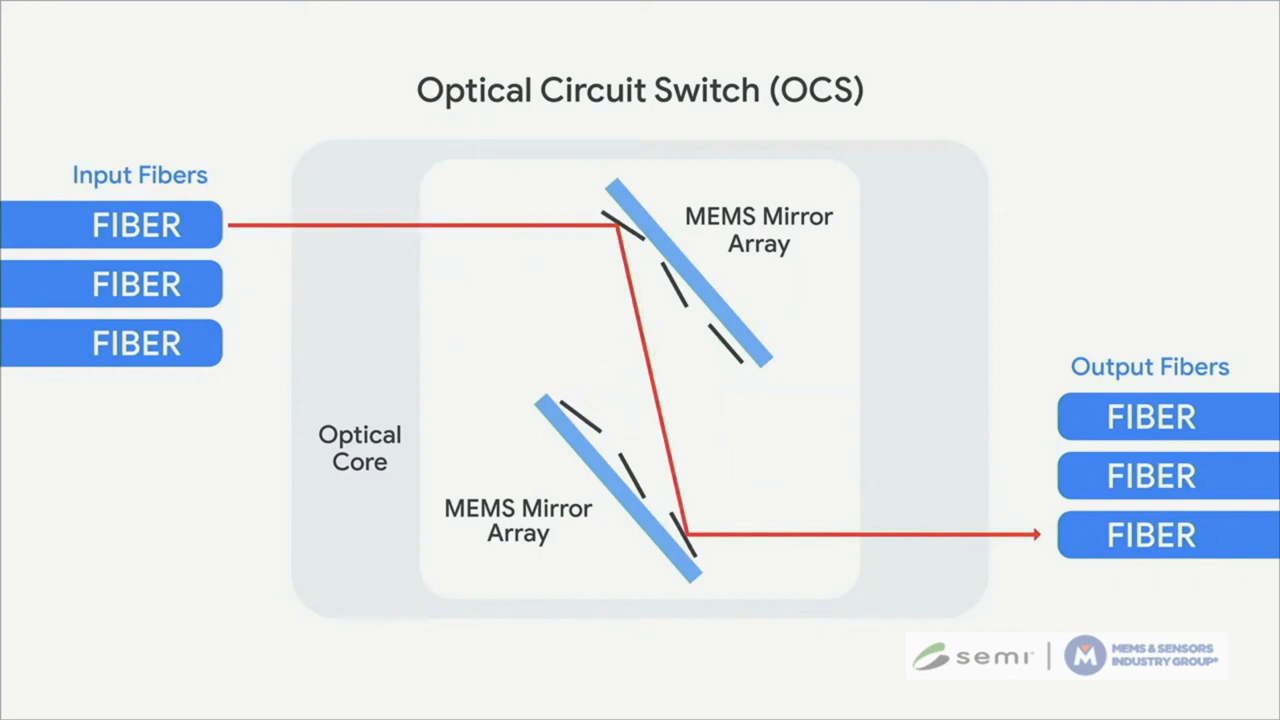 Optical Circuit Switch (OCS)
Input Fibers
FIBER
FIBER
FIBER
MEMS Mirror
Array
Optical
Core
MEMS Mirror
Array
Output Fibers
FIBER
FIBER
FIBER
semi
MEMS & SENSORS
INDUSTRY GROUP®